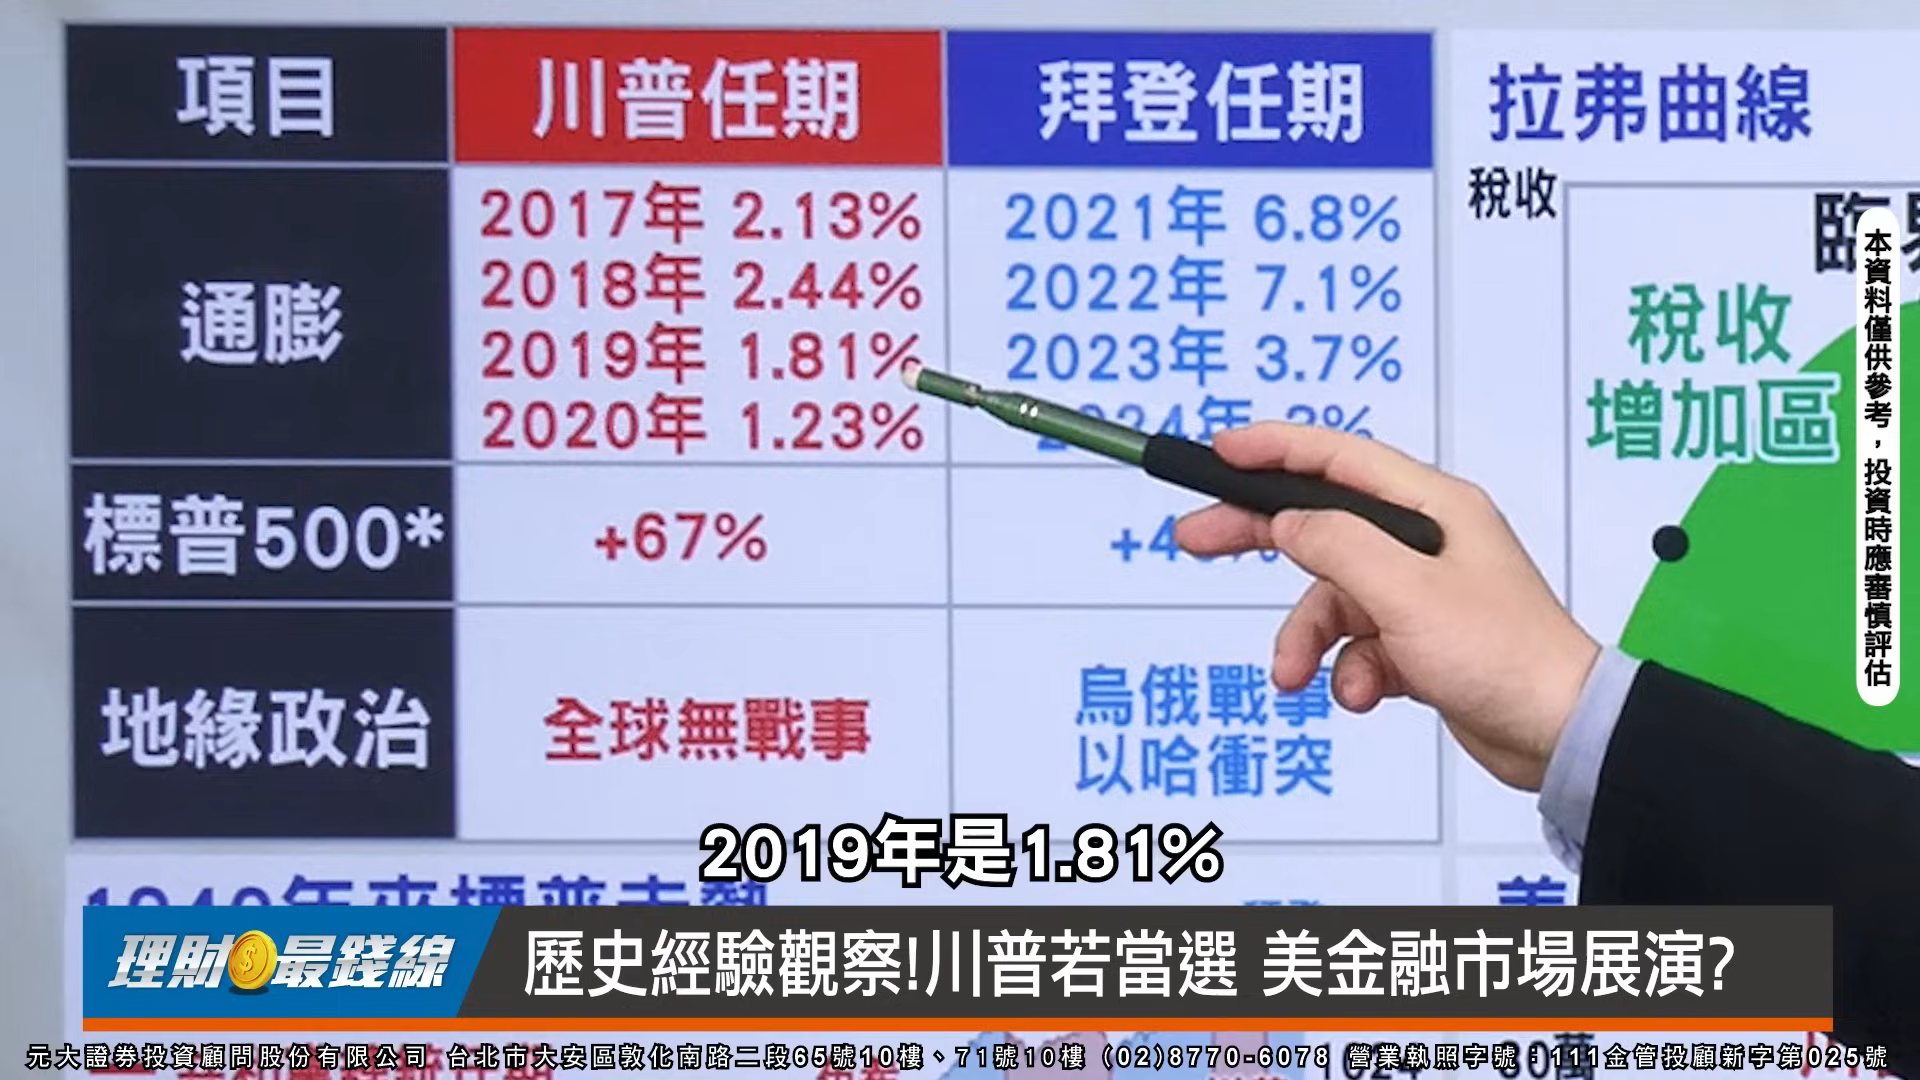 項目
川普任期
拜登任期
通膨
2017年 2.13%
2018年 2.44%
2019年 1.81%
2020年 1.23%
2021年 6.8%
2022年 7.1%
2023年 3.7%
標普500*
+67%
地緣政治
全球無戰事
烏俄戰事
以哈衝突
拉弗曲線
稅收
稅收
增加區
本資料僅供參考，投資時應審慎評估
2019年是1.81%
理財最錢線
歷史經驗觀察!川普若當選 美金融市場展演?
元大證券投資顧問股份有限公司 台北市大安區敦化南路二段65號10樓、71號10樓 (02)8770-6078 營業執照字號：111金管投顧新字第025號